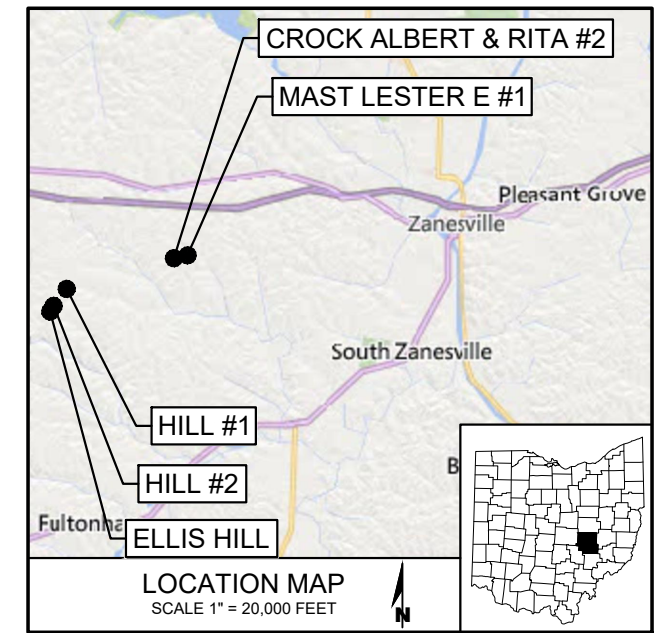 CROCK ALBERT & RITA #2
MAST LESTER E #1
Pleasant Grove
Zanesville
South Zanesville
HILL #1
HILL #2
B
Fultonha
ELLIS HILL
LOCATION MAP
SCALE 1" = 20,000 FEET
N